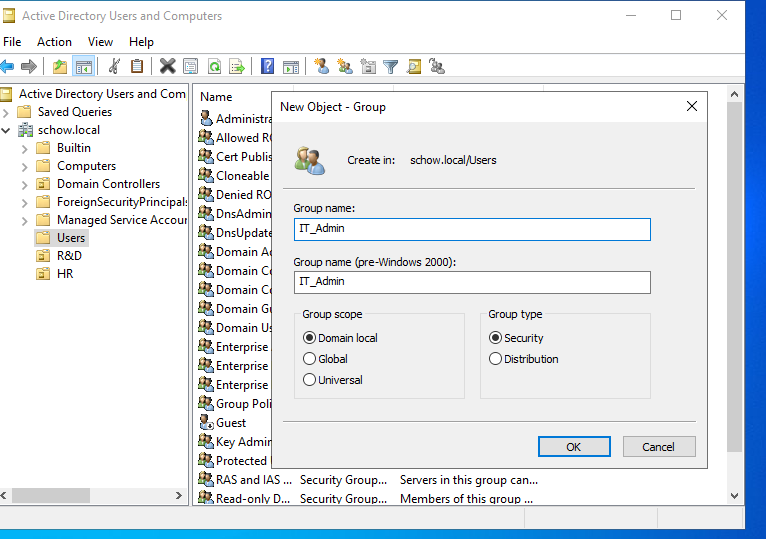 Active Directory Users and Computers
File Action View Help
Active Directory Users and Com
Saved Queries
schow.local
Builtin
Computers
Domain Controllers
ForeignSecurityPrincipals
Managed Service Accour
Users
R&D
HR
Name
Administra
Allowed RO
Cert Publis
Cloneable
Denied RO
DnsAdmin
DnsUpdate
Domain Ad
Domain Co
Domain Co
Domain Gu
Domain Us
Enterprise
Enterprise
Enterprise
Group Poli
Guest
Key Admin
Protected
RAS and IAS ... Security Group... Servers in this group can...
Read-only D... Security Group... Members of this group ...
New Object - Group
Create in: schow.local/Users
Group name:
IT_Admin
Group name (pre-Windows 2000):
IT_Admin
Group scope
Domain local
Global
Universal
Group type
Security
Distribution
OK Cancel